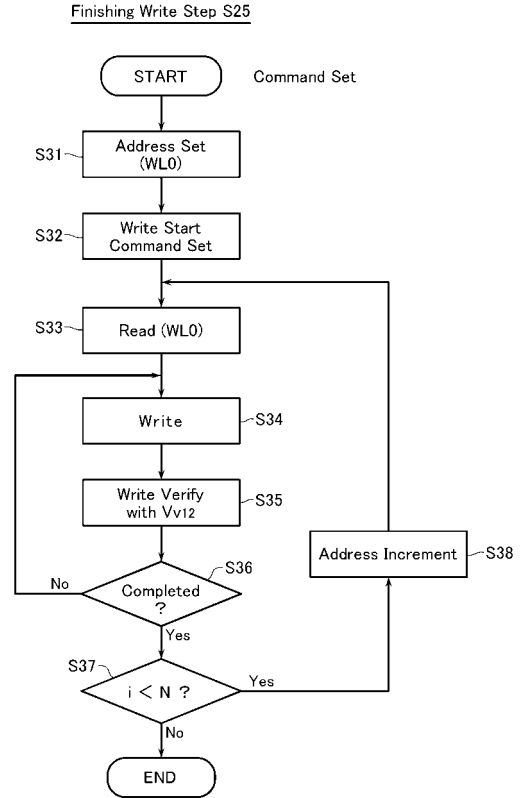 Finishing Write Step S25
START
Command Set
S31
Address Set
(WL0)
S32
Write Start
Command Set
S33
Read (WL0)
Write
S34
Write Verify
with Vv12
S35
Address Increment
S38
S36
Completed
?
No
Yes
S37
i < N ?
Yes
No
END